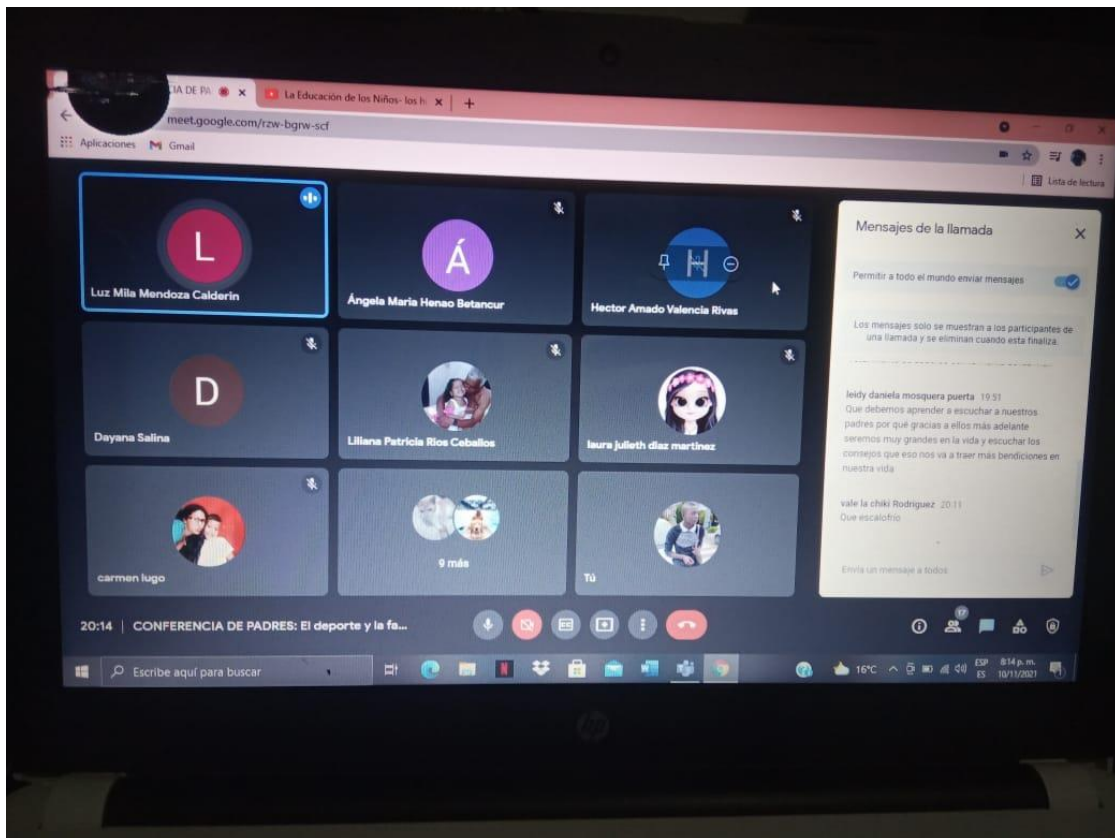 CIA DE PA
La Educación de los Niños- los h
meet.google.com/rzw-bgrw-scf
Aplicaciones
Gmail
Lista de lectura
L
Luz Mila Mendoza Calderin
Á
Ángela Maria Henao Betancur
H
Hector Amado Valencia Rivas
D
Dayana Salina
Liliana Patricia Rios Ceballos
laura julieth diaz martinez
carmen lugo
9 más
Tú
Mensajes de la llamada
Permitir a todo el mundo enviar mensajes
Los mensajes solo se muestran a los participantes de
una llamada y se eliminan cuando esta finaliza.
leidy daniela mosquera puerta 19:51
Que debemos aprender a escuchar a nuestros
padres por qué gracias a ellos más adelante
seremos muy grandes en la vida y escuchar los
consejos que eso nos va a traer más bendiciones en
nuestra vida
vale la chiki Rodriguez 20:11
Que escalofrio
Envía un mensaje a todos
20:14 | CONFERENCIA DE PADRES: El deporte y la fa...
17
Escribe aquí para buscar
16°C
ESP
ES
8:14 p. m.
10/11/2021
hp